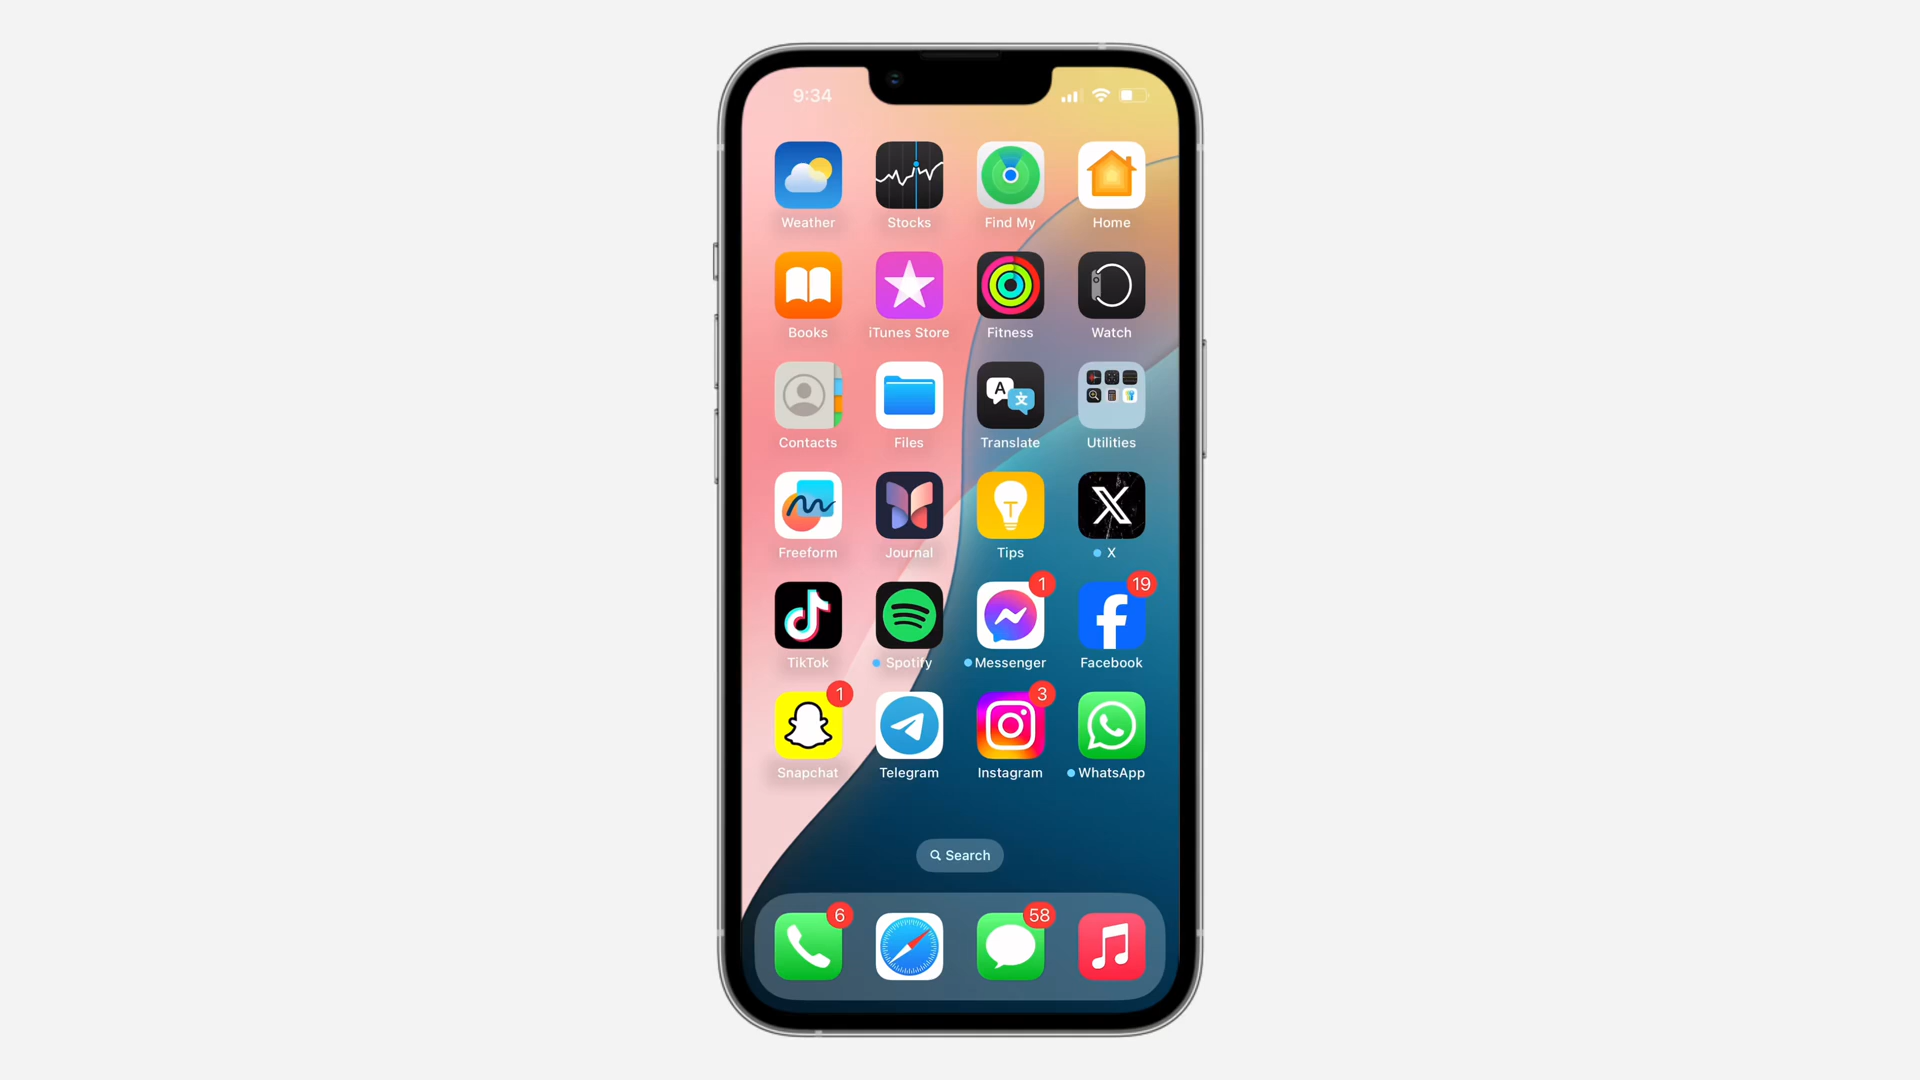 9:34
Weather Stocks Find My Home
Books iTunes Store Fitness Watch
A 文
Contacts Files Translate Utilities
T
Freeform Journal Tips X
1 19
TikTok Spotify Messenger Facebook
1 3
Snapchat Telegram Instagram WhatsApp
Search
6 58